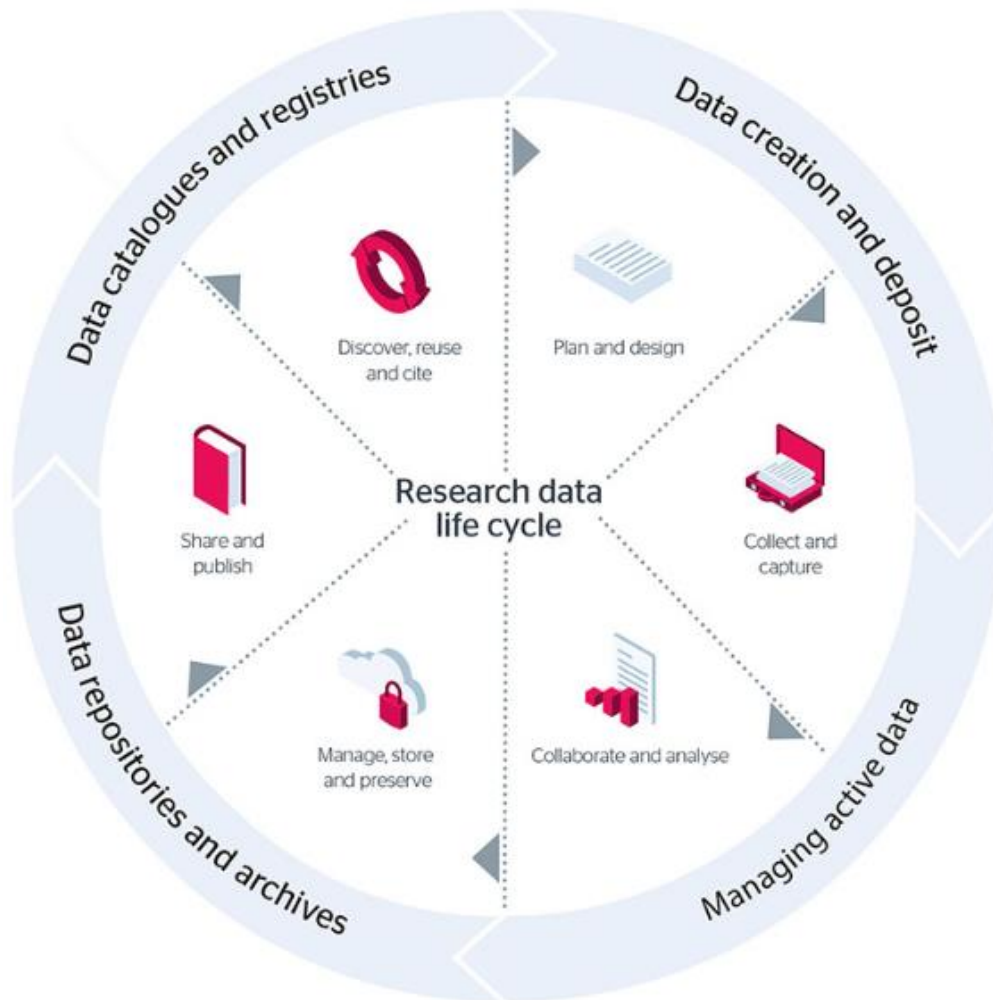 Data catalogues and registries
Data creation and deposit
Discover, reuse
and cite
Plan and design
Research data
life cycle
Share and
publish
Collect and
capture
Manage, store
and preserve
Collaborate and analyse
Data repositories and archives
Managing active data